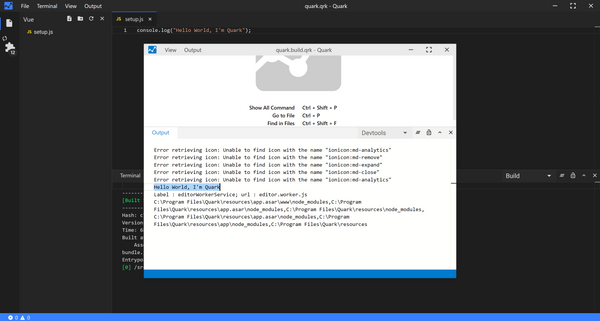 File Terminal View Output
quark.qrk - Quark
Vue
setup.js
setup.js
12
1 console.log("Hello World, I'm Quark");
View Output
quark.build.qrk - Quark
Show All Command Ctrl + Shift + P
Go to File Ctrl + P
Find in Files Ctrl + Shift + F
Output
Devtools
Error retrieving icon: Unable to find icon with the name "ionicon:md-analytics"
Error retrieving icon: Unable to find icon with the name "ionicon:md-remove"
Error retrieving icon: Unable to find icon with the name "ionicon:md-expand"
Error retrieving icon: Unable to find icon with the name "ionicon:md-close"
Error retrieving icon: Unable to find icon with the name "ionicon:md-analytics"
Hello World, I'm Quark
Label : editorWorkerService; url : editor.worker.js
C:\Program Files\Quark\resources\app.asar\www\node_modules,C:\Program
Files\Quark\resources\app.asar\node_modules,C:\Program Files\Quark\resources\node_modules,
C:\Program Files\Quark\resources\app\node_modules,C:\Program
Files\Quark\resources\app\node_modules,C:\Program Files\Quark\resources
Terminal
Build
[Built
Hash: c
Version
Time: 6
Built a
Ass
bundle.
Entrypo
[0] /sr
0 0